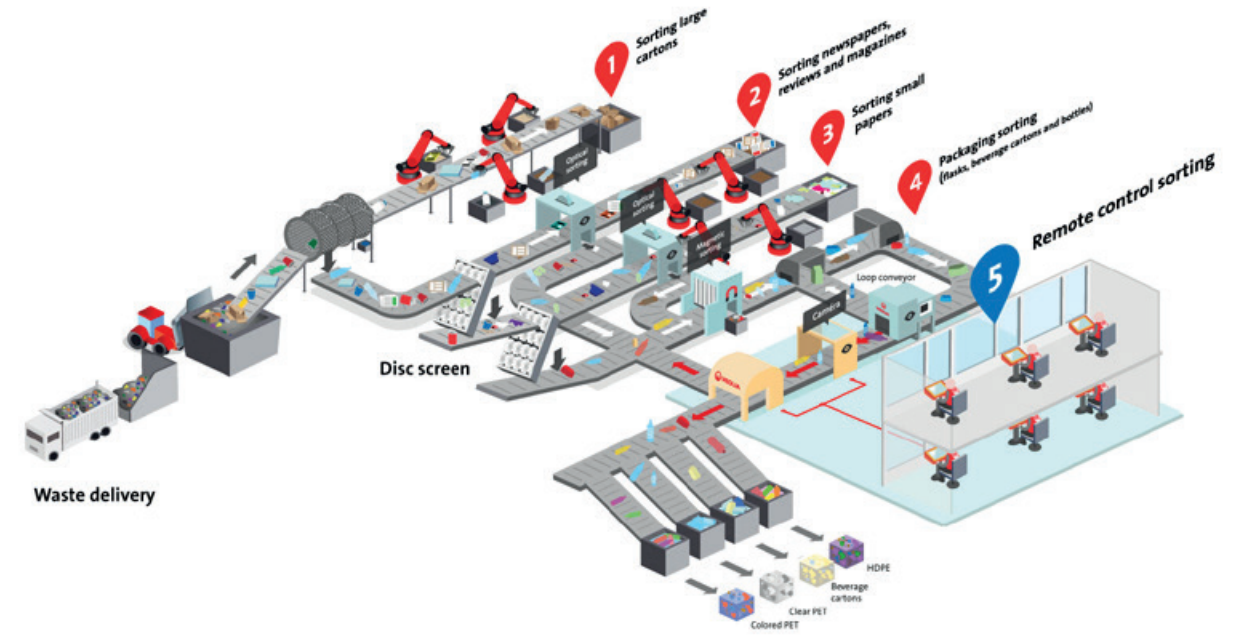 1
Sorting large
cartons
2
Sorting newspapers,
reviews and magazines
3
Sorting small
papers
4
Packaging sorting
(flasks, beverage cartons and bottles)
5
Remote control sorting
Optical
sorting
Optical
sorting
Magnetic
sorting
Loop conveyor
Caméra
Disc screen
VEOLIA
Waste delivery
HDPE
Beverage
cartons
Clear PET
Colored PET